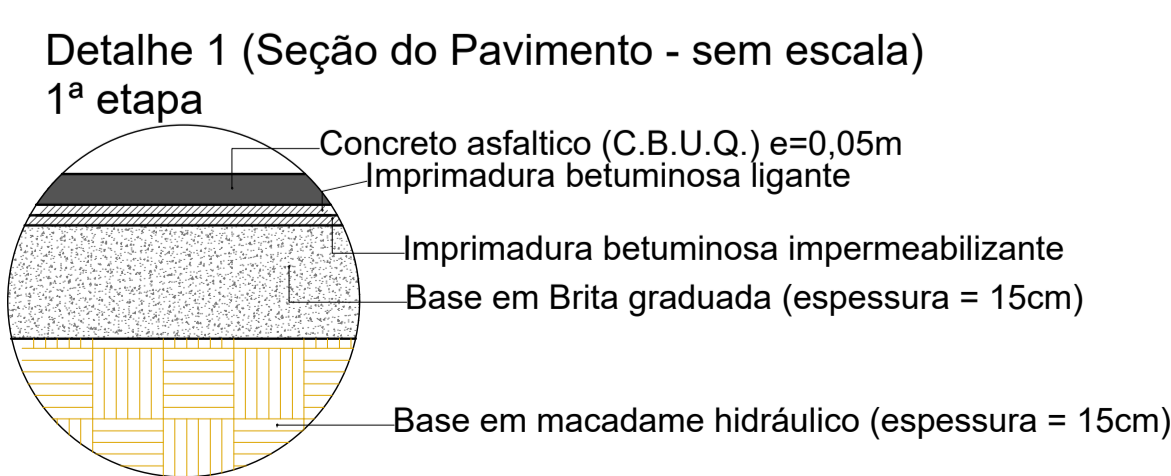 Detalhe 1 (Seção do Pavimento - sem escala)
1ª etapa
Concreto asfaltico (C.B.U.Q.) e=0,05m
Imprimadura betuminosa ligante
Imprimadura betuminosa impermeabilizante
Base em Brita graduada (espessura = 15cm)
Base em macadame hidráulico (espessura = 15cm)